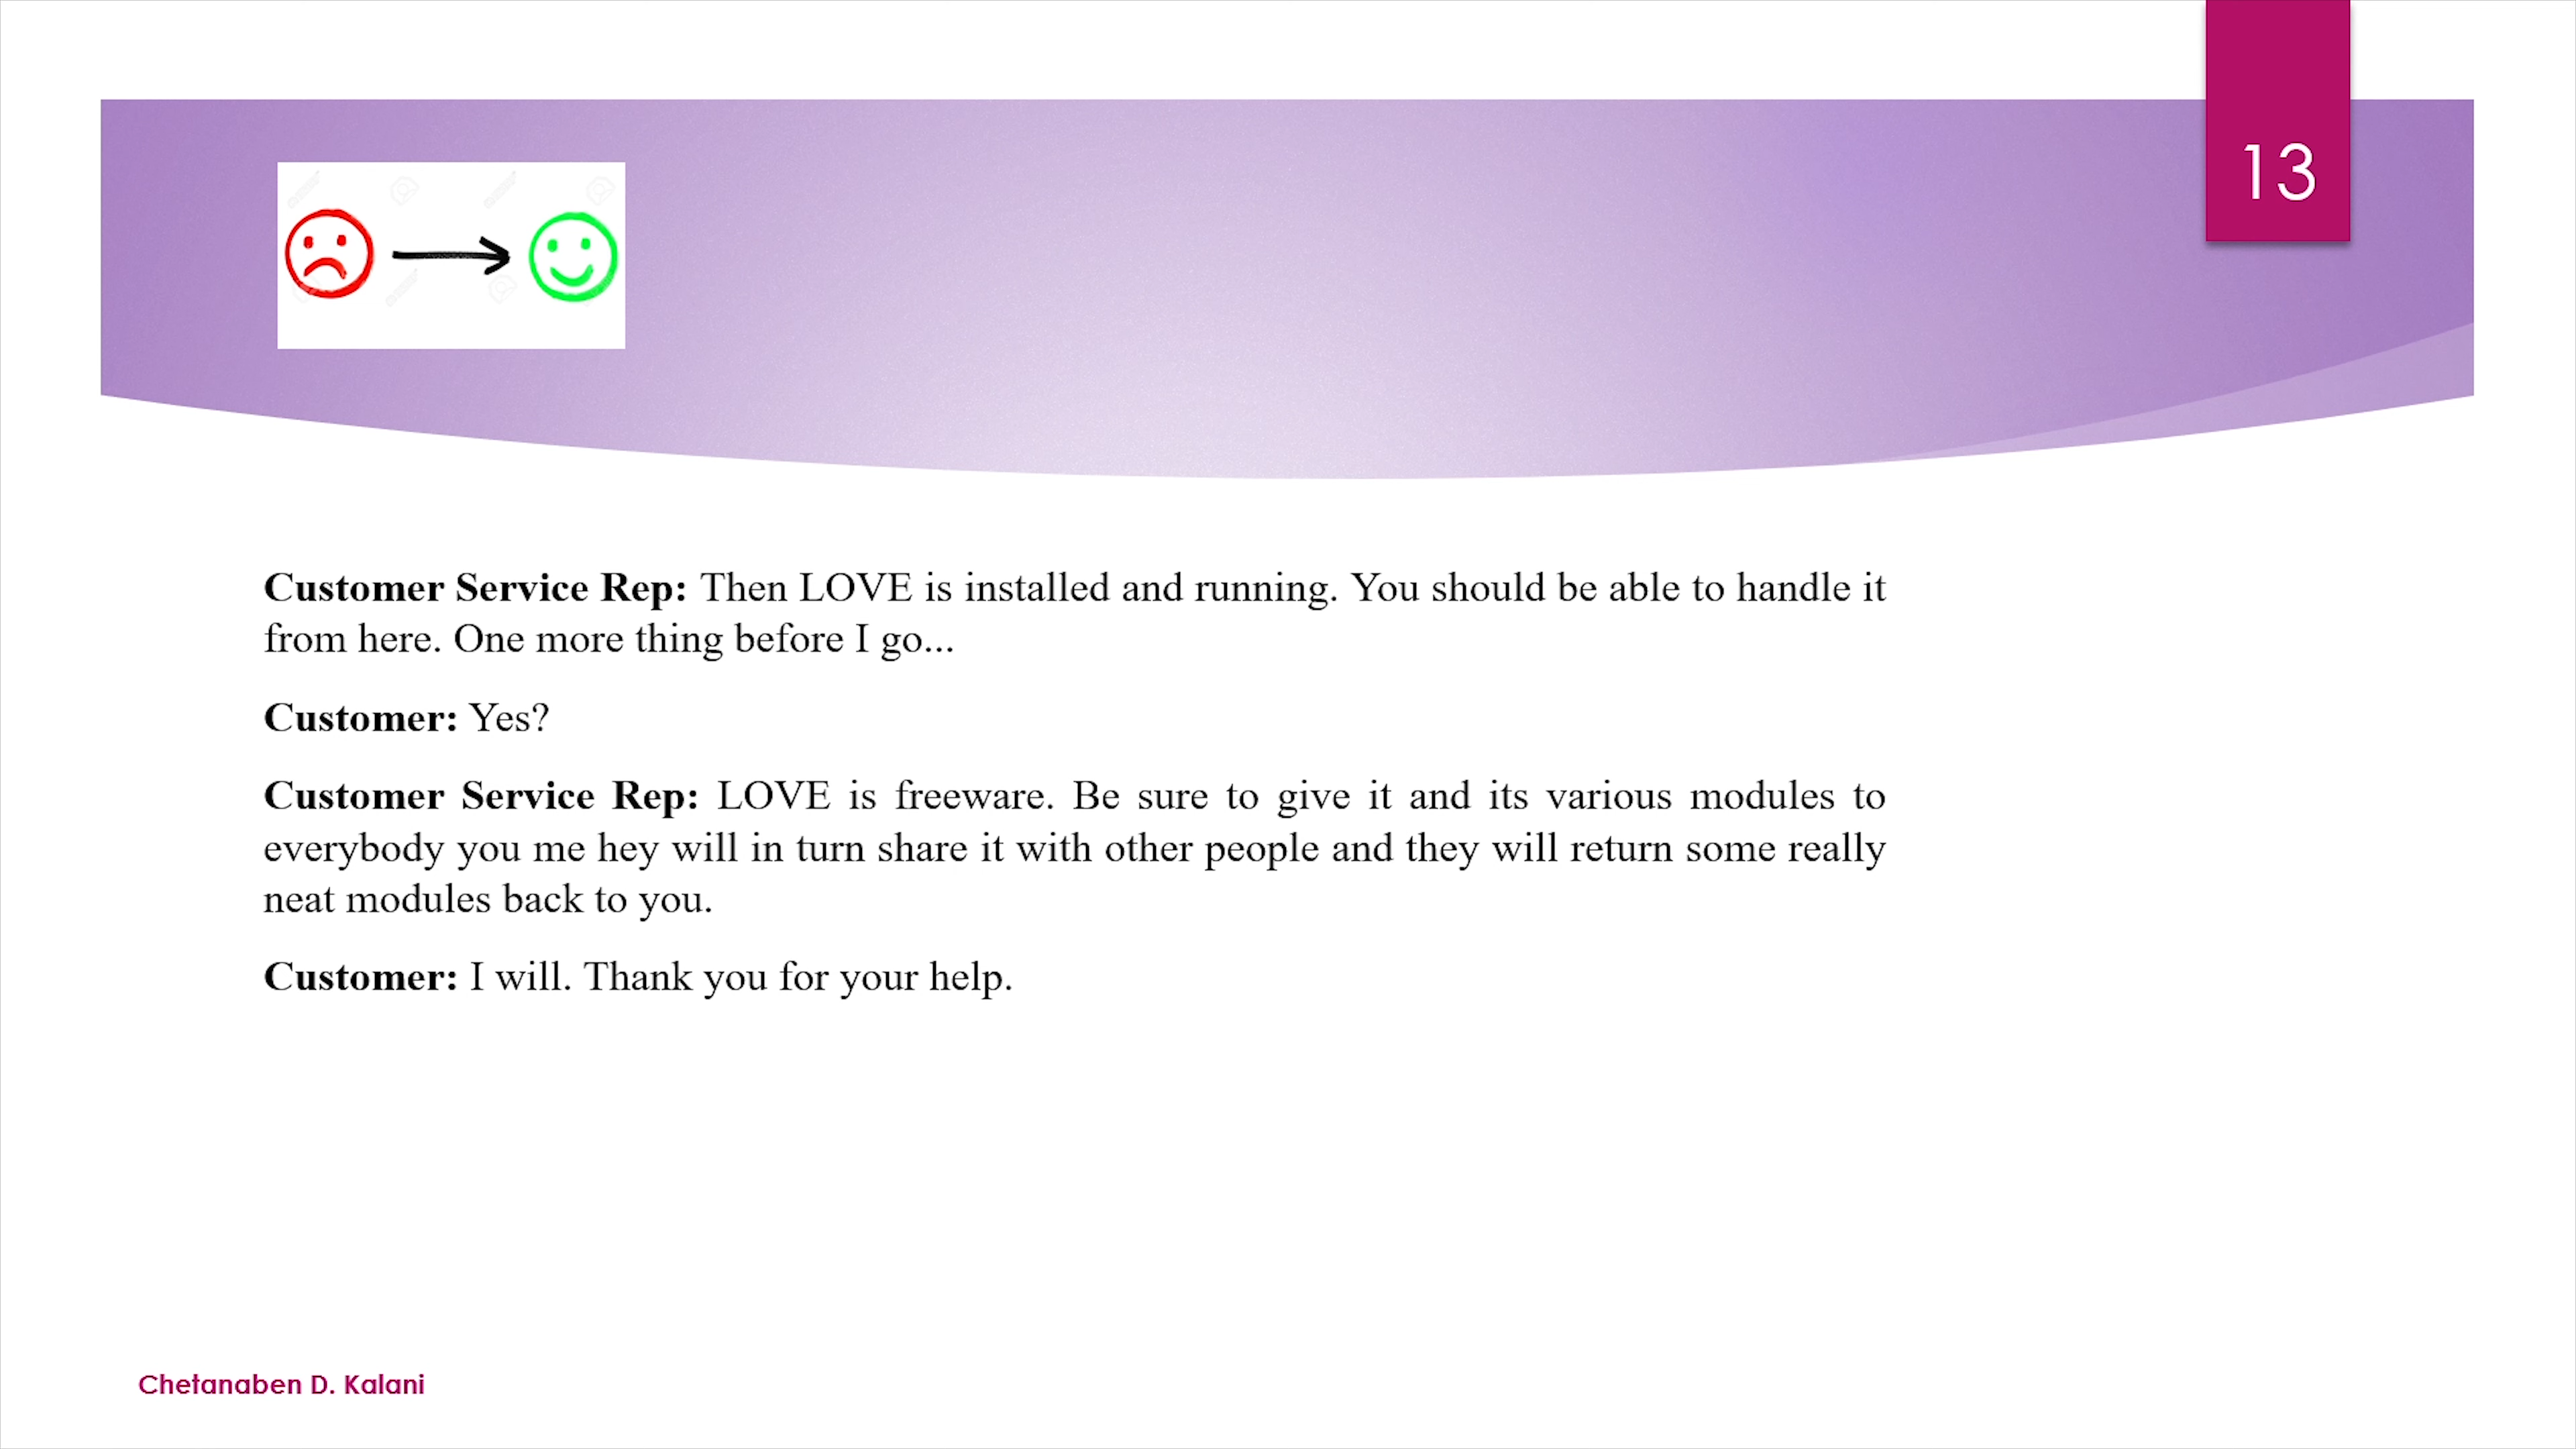 13
Customer Service Rep: Then LOVE is installed and running. You should be able to handle it
from here. One more thing before I go...
Customer: Yes?
Customer Service Rep: LOVE is freeware. Be sure to give it and its various modules to
everybody you me hey will in turn share it with other people and they will return some really
neat modules back to you.
Customer: I will. Thank you for your help.
Chetanaben D. Kalani